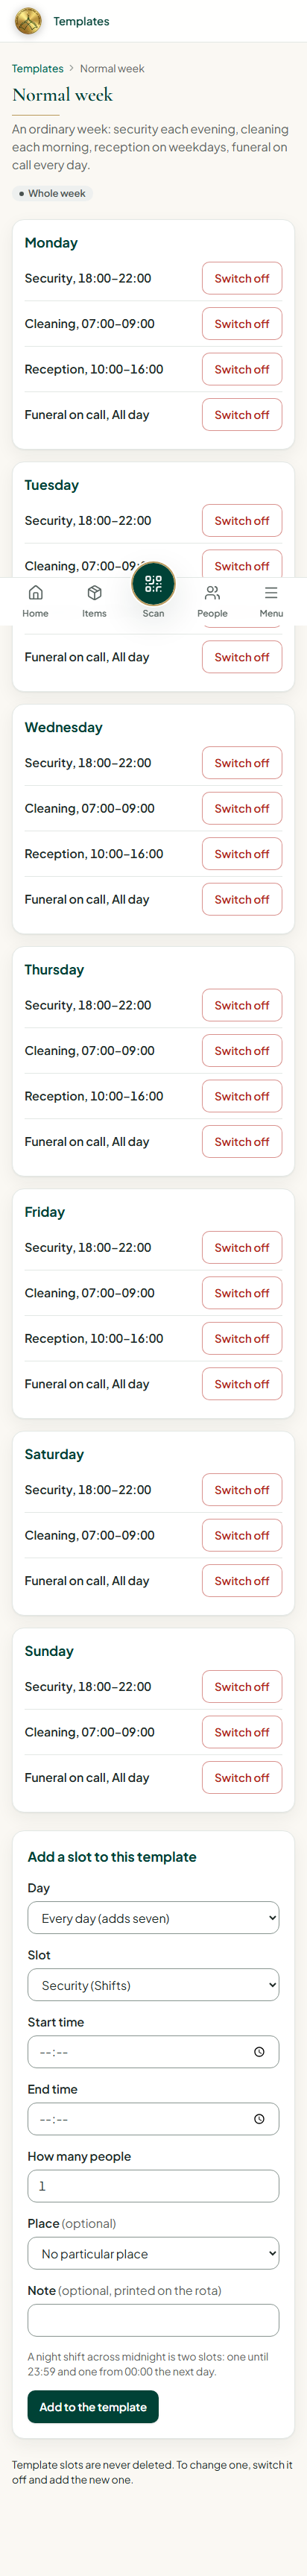 Templates
Templates > Normal week
Normal week
An ordinary week: security each evening, cleaning
each morning, reception on weekdays, funeral on
call every day.
Whole week
Monday
Security, 18:00–22:00 Switch off
Cleaning, 07:00–09:00 Switch off
Reception, 10:00–16:00 Switch off
Funeral on call, All day Switch off
Tuesday
Security, 18:00–22:00 Switch off
Cleaning, 07:00–09:00 Switch off
Home Items Scan People Menu
Funeral on call, All day Switch off
Wednesday
Security, 18:00–22:00 Switch off
Cleaning, 07:00–09:00 Switch off
Reception, 10:00–16:00 Switch off
Funeral on call, All day Switch off
Thursday
Security, 18:00–22:00 Switch off
Cleaning, 07:00–09:00 Switch off
Reception, 10:00–16:00 Switch off
Funeral on call, All day Switch off
Friday
Security, 18:00–22:00 Switch off
Cleaning, 07:00–09:00 Switch off
Reception, 10:00–16:00 Switch off
Funeral on call, All day Switch off
Saturday
Security, 18:00–22:00 Switch off
Cleaning, 07:00–09:00 Switch off
Funeral on call, All day Switch off
Sunday
Security, 18:00–22:00 Switch off
Cleaning, 07:00–09:00 Switch off
Funeral on call, All day Switch off
Add a slot to this template
Day
Every day (adds seven)
Slot
Security (Shifts)
Start time
--:--
End time
--:--
How many people
1
Place (optional)
No particular place
Note (optional, printed on the rota)
A night shift across midnight is two slots: one until
23:59 and one from 00:00 the next day.
Add to the template
Template slots are never deleted. To change one, switch it
off and add the new one.